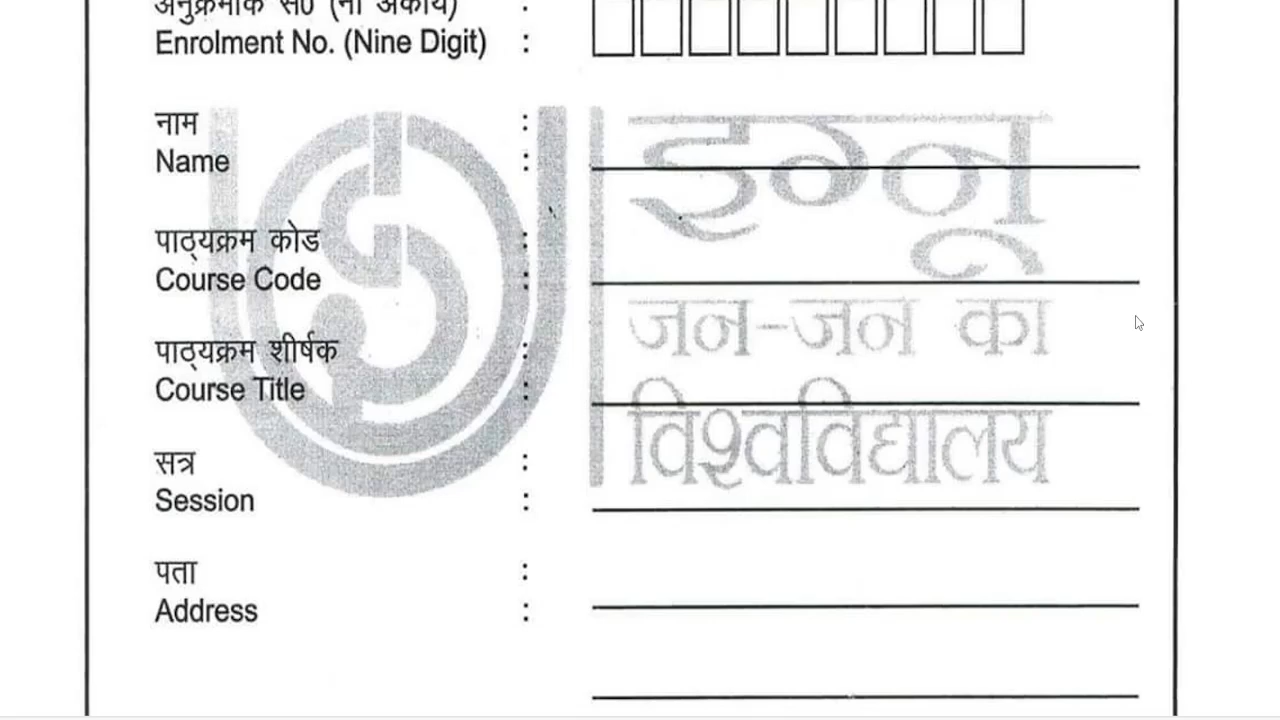 अनुक्रमांक सं0 (नौ अंकीय) :
Enrolment No. (Nine Digit) :
नाम :
Name :
पाठ्यक्रम कोड :
Course Code :
पाठ्यक्रम शीर्षक :
Course Title :
सत्र :
Session :
पता :
Address :
इग्नू
जन-जन का
विश्वविद्यालय